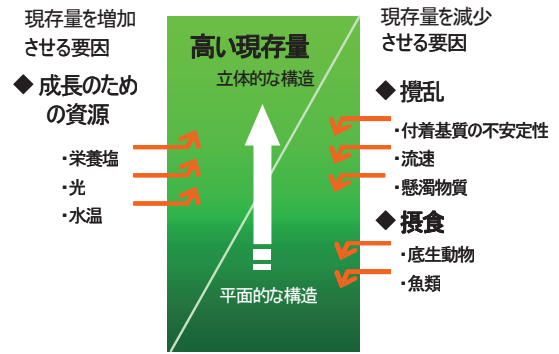 現存量を増加
させる要因
◆ 成長のため
の資源
・栄養塩
・光
・水温
高い現存量
立体的な構造
平面的な構造
現存量を減少
させる要因
◆ 攪乱
・付着基質の不安定性
・流速
・懸濁物質
◆ 摂食
・底生動物
・魚類